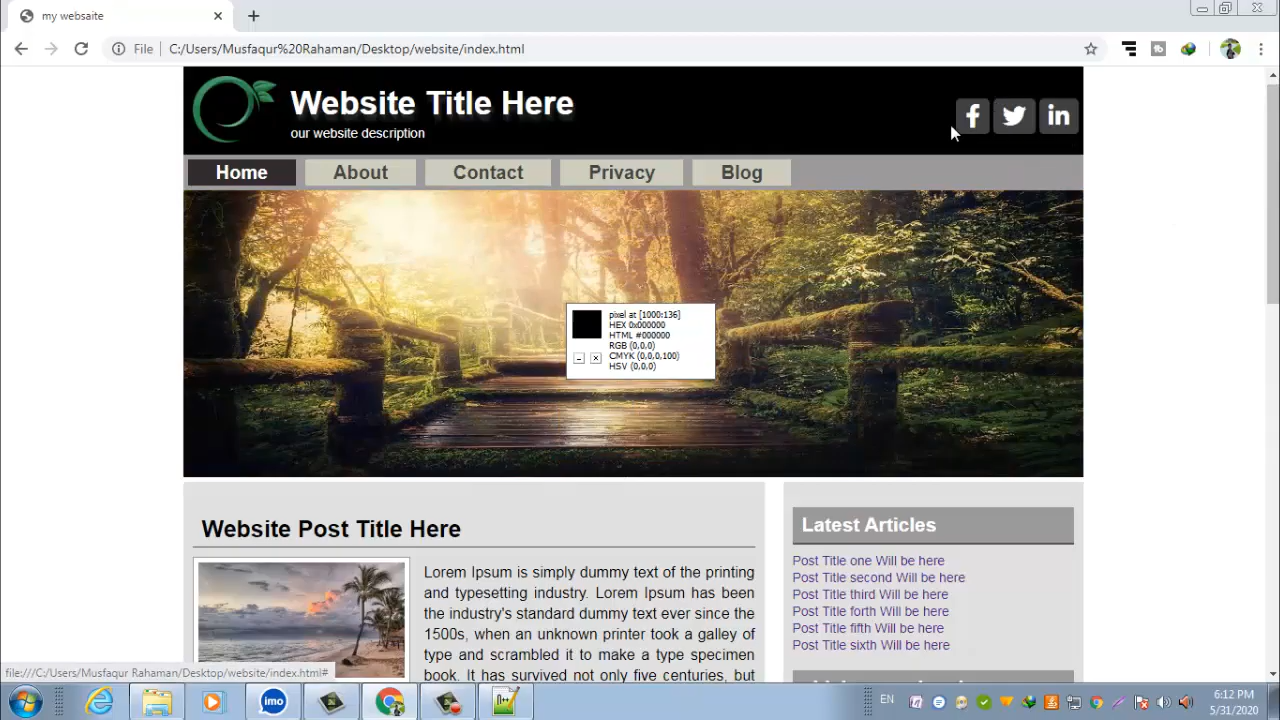 my websaite
File
C:/Users/Musfaqur%20Rahaman/Desktop/website/index.html
Website Title Here
our website description
Home
About
Contact
Privacy
Blog
pixel at [1000:136]
HEX 0x000000
HTML #000000
RGB (0,0,0)
CMYK (0,0,0,100)
HSV (0,0,0)
Website Post Title Here
Lorem Ipsum is simply dummy text of the printing
and typesetting industry. Lorem Ipsum has been
the industry's standard dummy text ever since the
1500s, when an unknown printer took a galley of
type and scrambled it to make a type specimen
book. It has survived not only five centuries, but
Latest Articles
Post Title one Will be here
Post Title second Will be here
Post Title third Will be here
Post Title forth Will be here
Post Title fifth Will be here
Post Title sixth Will be here
file:///C:/Users/Musfaqur Rahaman/Desktop/website/index.html#
imo
EN
6:12 PM
5/31/2020